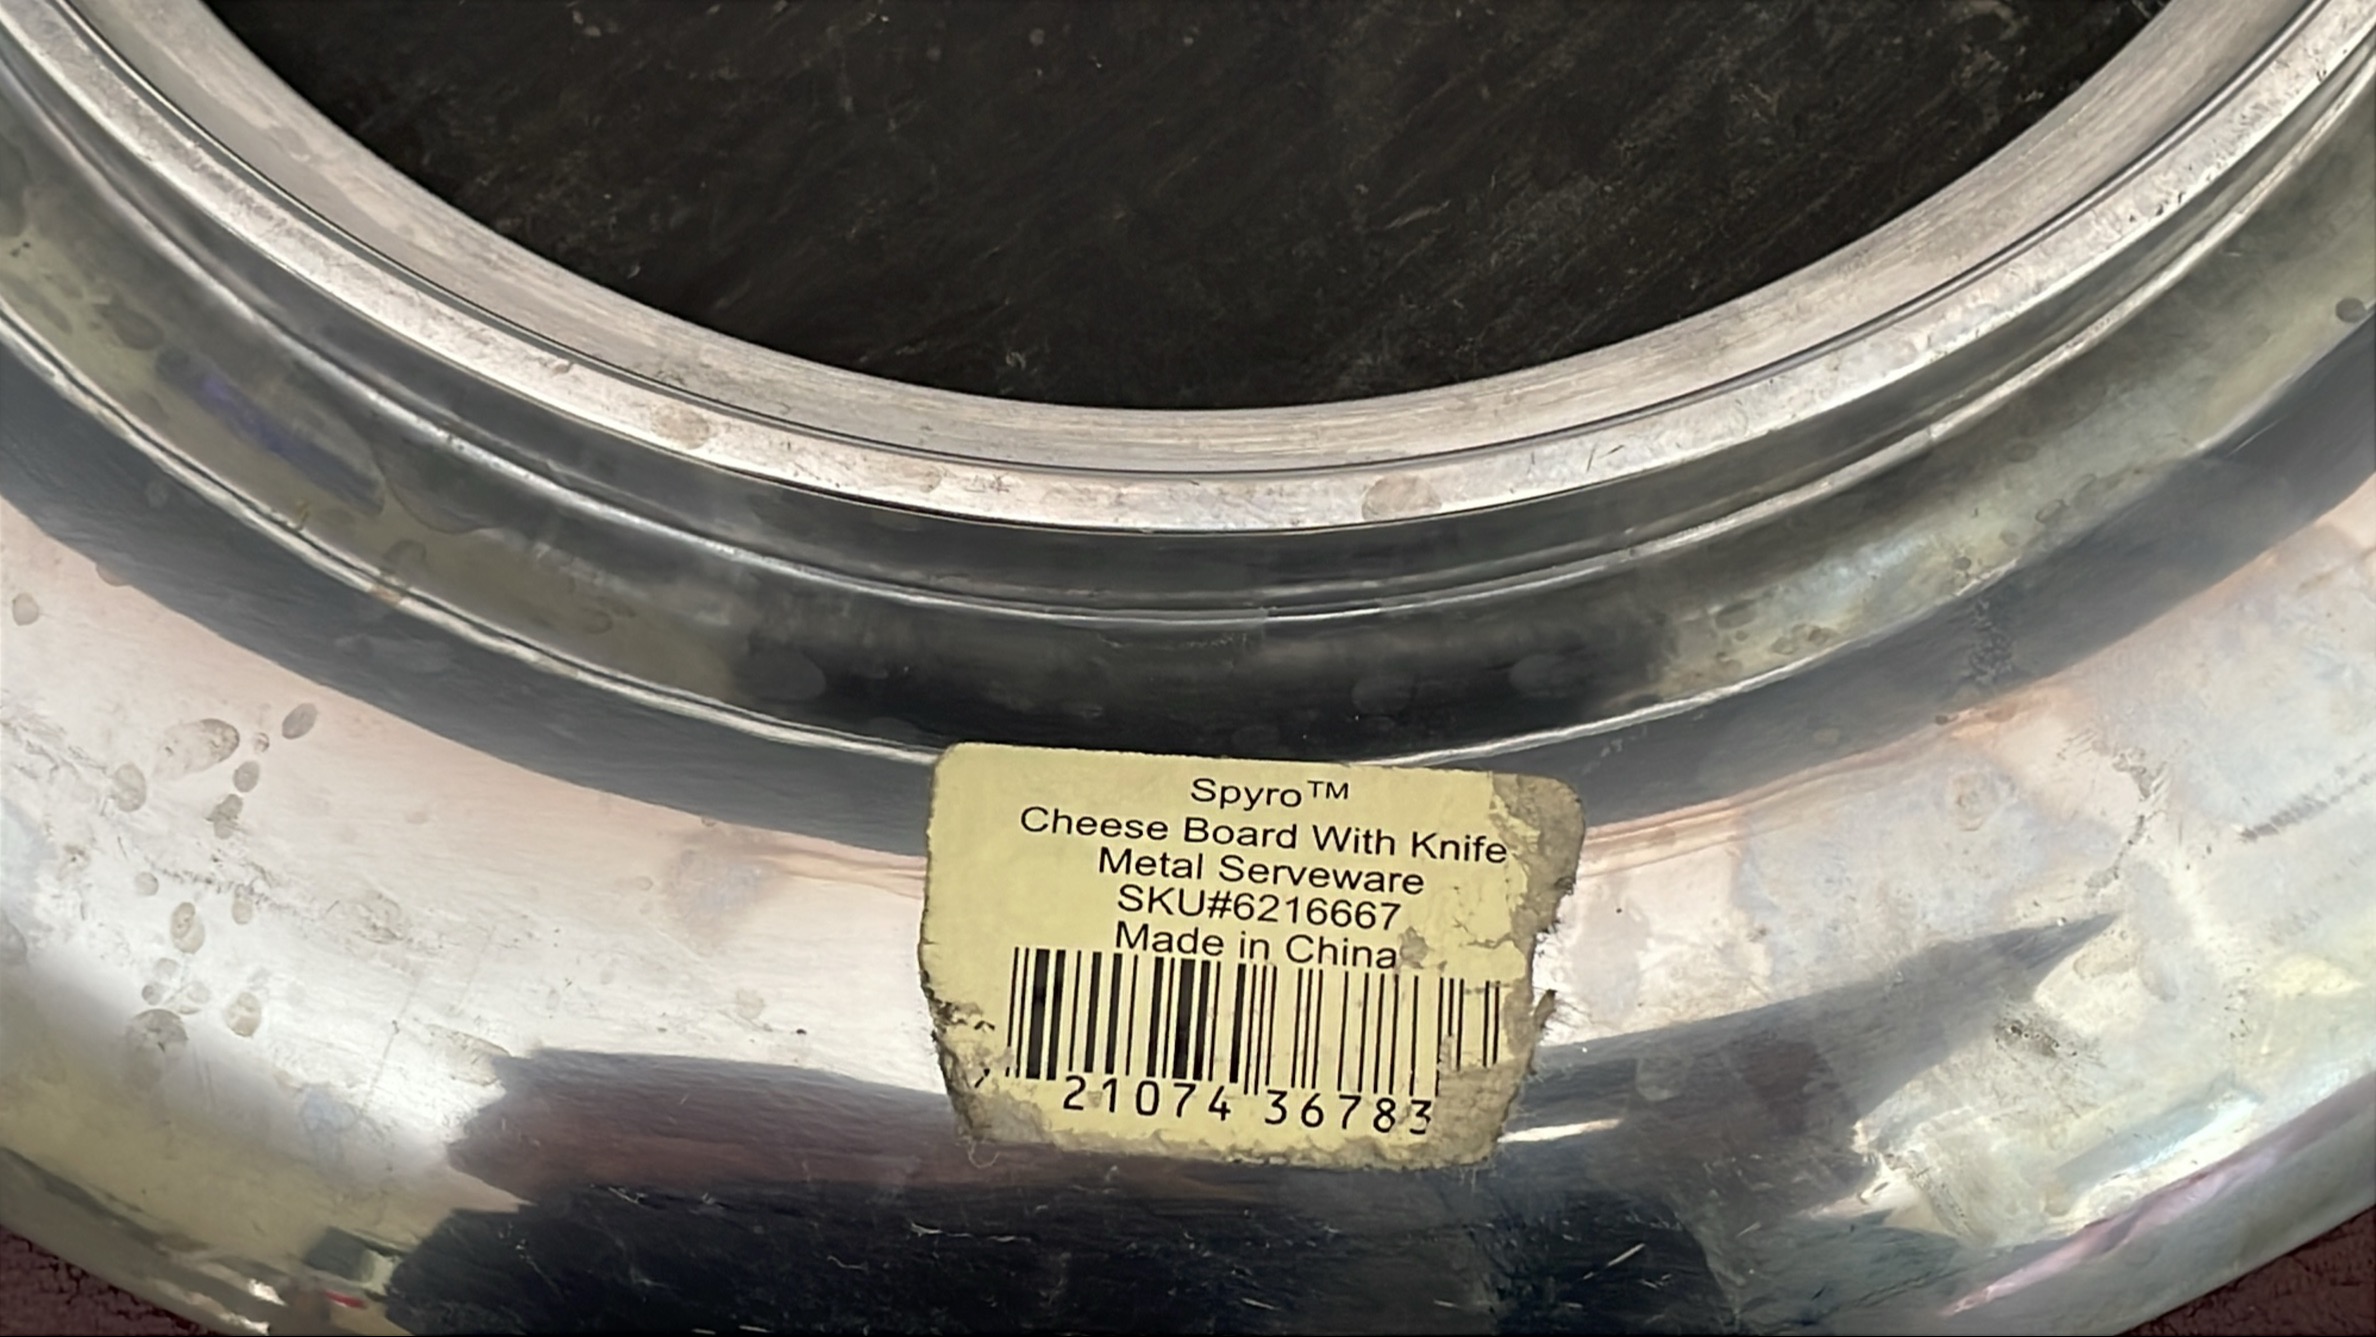 Spyro™
Cheese Board With Knife
Metal Serveware
SKU#6216667
Made in China
21074 36783